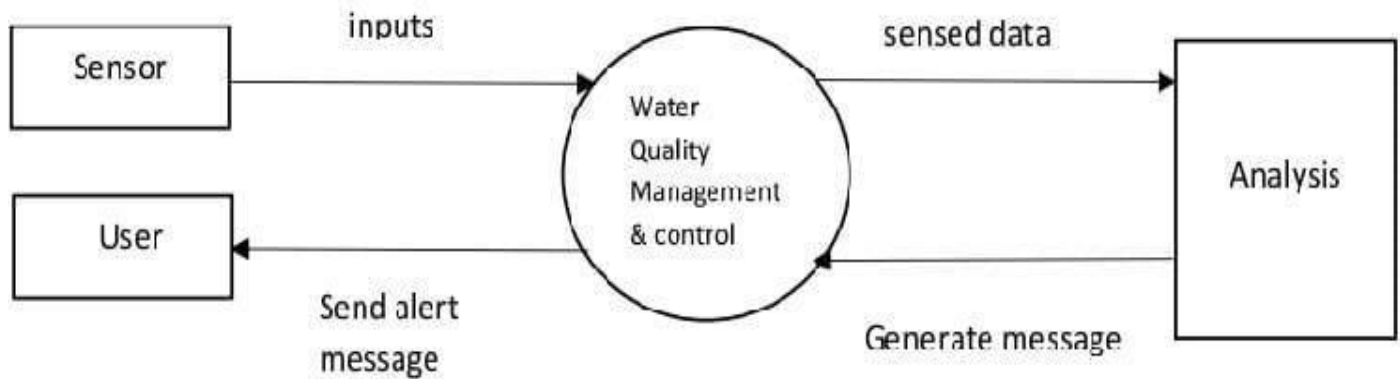 inputs
Sensor
sensed data
Water
Quality
Management
& control
Analysis
User
Send alert
message
Generate message